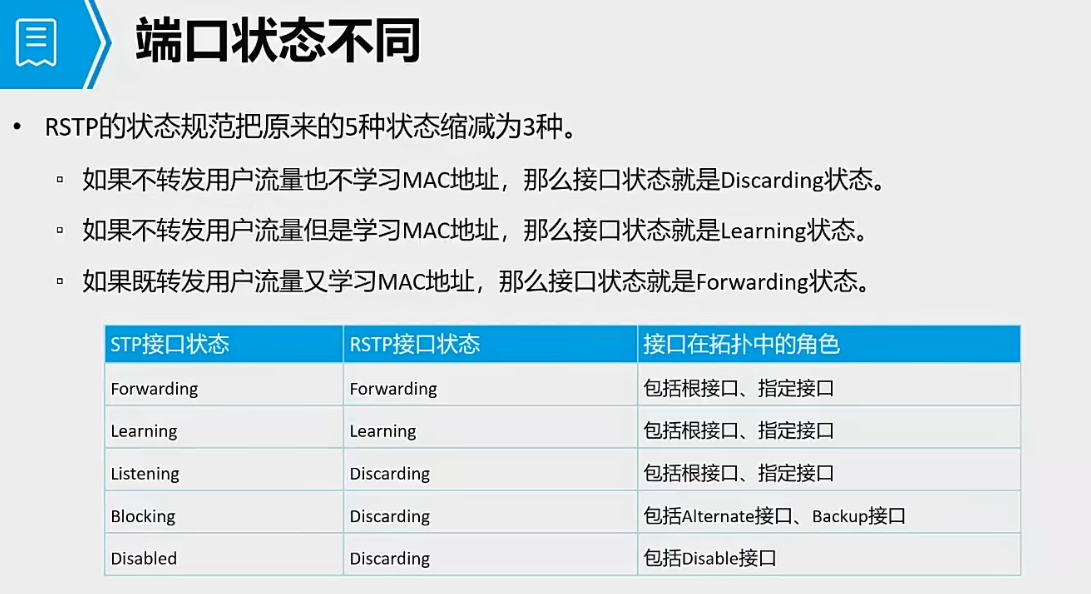 端口状态不同
• RSTP的状态规范把原来的5种状态缩减为3种。
▫ 如果不转发用户流量也不学习MAC地址，那么接口状态就是Discarding状态。
▫ 如果不转发用户流量但是学习MAC地址，那么接口状态就是Learning状态。
▫ 如果既转发用户流量又学习MAC地址，那么接口状态就是Forwarding状态。
STP接口状态 RSTP接口状态 接口在拓扑中的角色
Forwarding Forwarding 包括根接口、指定接口
Learning Learning 包括根接口、指定接口
Listening Discarding 包括根接口、指定接口
Blocking Discarding 包括Alternate接口、Backup接口
Disabled Discarding 包括Disable接口